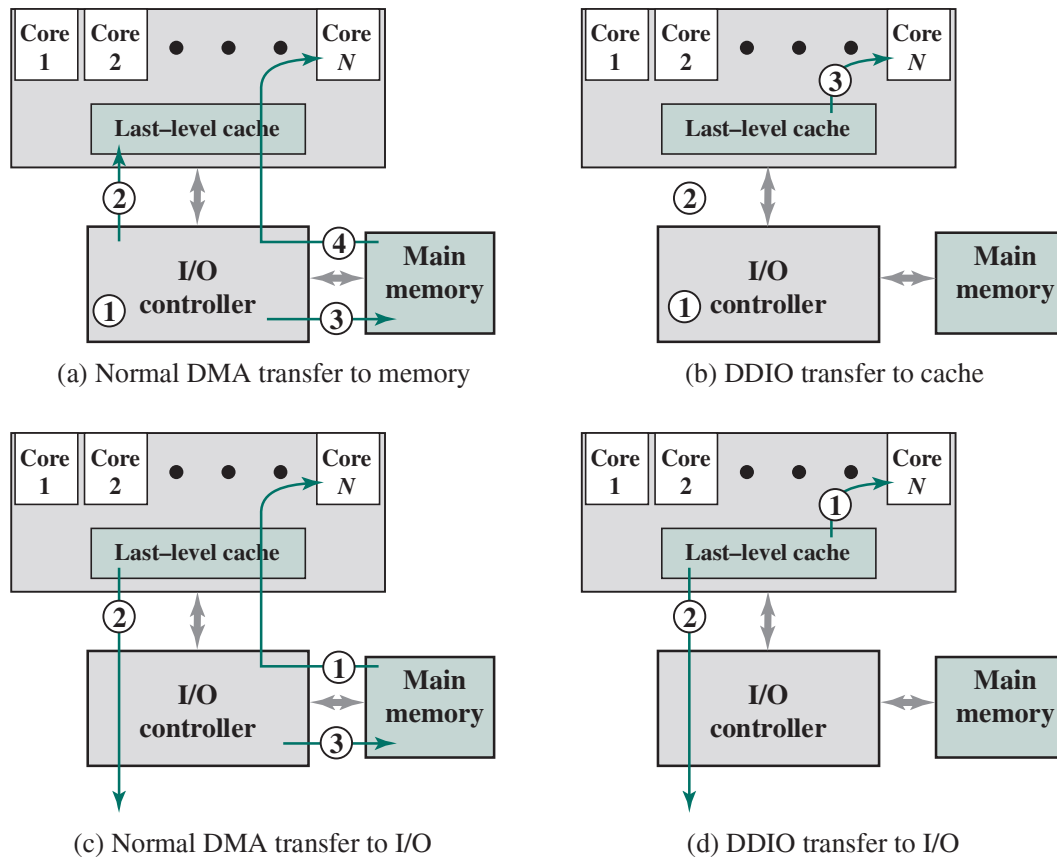 Core
1
Core
2
Core
N
Last–level cache
2
4
I/O
controller
1
3
Main
memory
(a) Normal DMA transfer to memory
Core
1
Core
2
Core
N
3
Last–level cache
2
I/O
controller
1
Main
memory
(b) DDIO transfer to cache
Core
1
Core
2
Core
N
Last–level cache
2
1
I/O
controller
3
Main
memory
(c) Normal DMA transfer to I/O
Core
1
Core
2
Core
N
1
Last–level cache
2
I/O
controller
Main
memory
(d) DDIO transfer to I/O